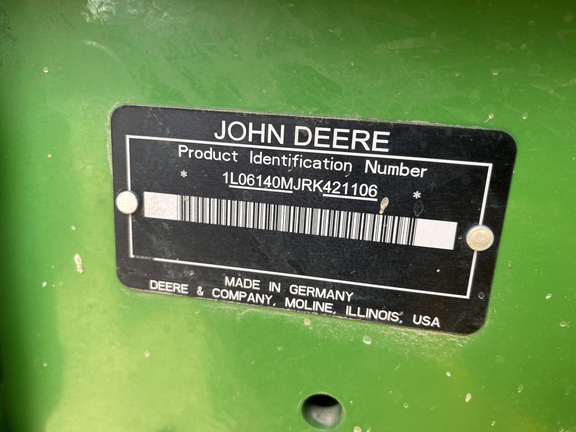 JOHN DEERE
Product Identification Number
* 1L06140MJRK421106 *
MADE IN GERMANY
DEERE & COMPANY, MOLINE, ILLINOIS, USA